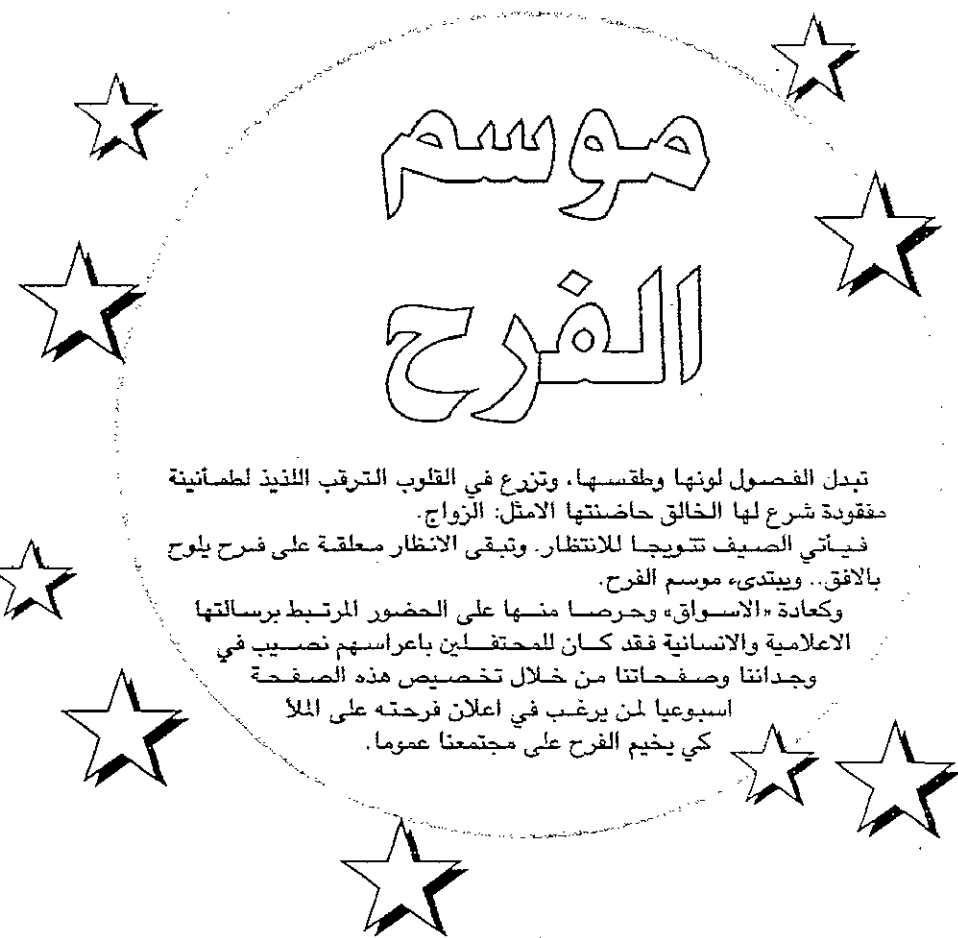 موسم
الفرح
تبدل الفصول لونها وطقسها، وتزرع في القلوب الترقب اللذيذ لطمأنينة
مفقودة شرع لها الخالق حاضنتها الامثل: الزواج.
فيأتي الصيف تتويجا للانتظار. وتبقى الانظار معلقة على فرح يلوح
بالافق.. ويبتدىء موسم الفرح.
وكعادة «الاسواق» وحرصا منها على الحضور المرتبط برسالتها
الاعلامية والانسانية فقد كان للمحتفلين باعراسهم نصيب في
وجداننا وصفحاتنا من خلال تخصيص هذه الصفحة
اسبوعيا لمن يرغب في اعلان فرحته على الملأ
كي يخيم الفرح على مجتمعنا عموما.